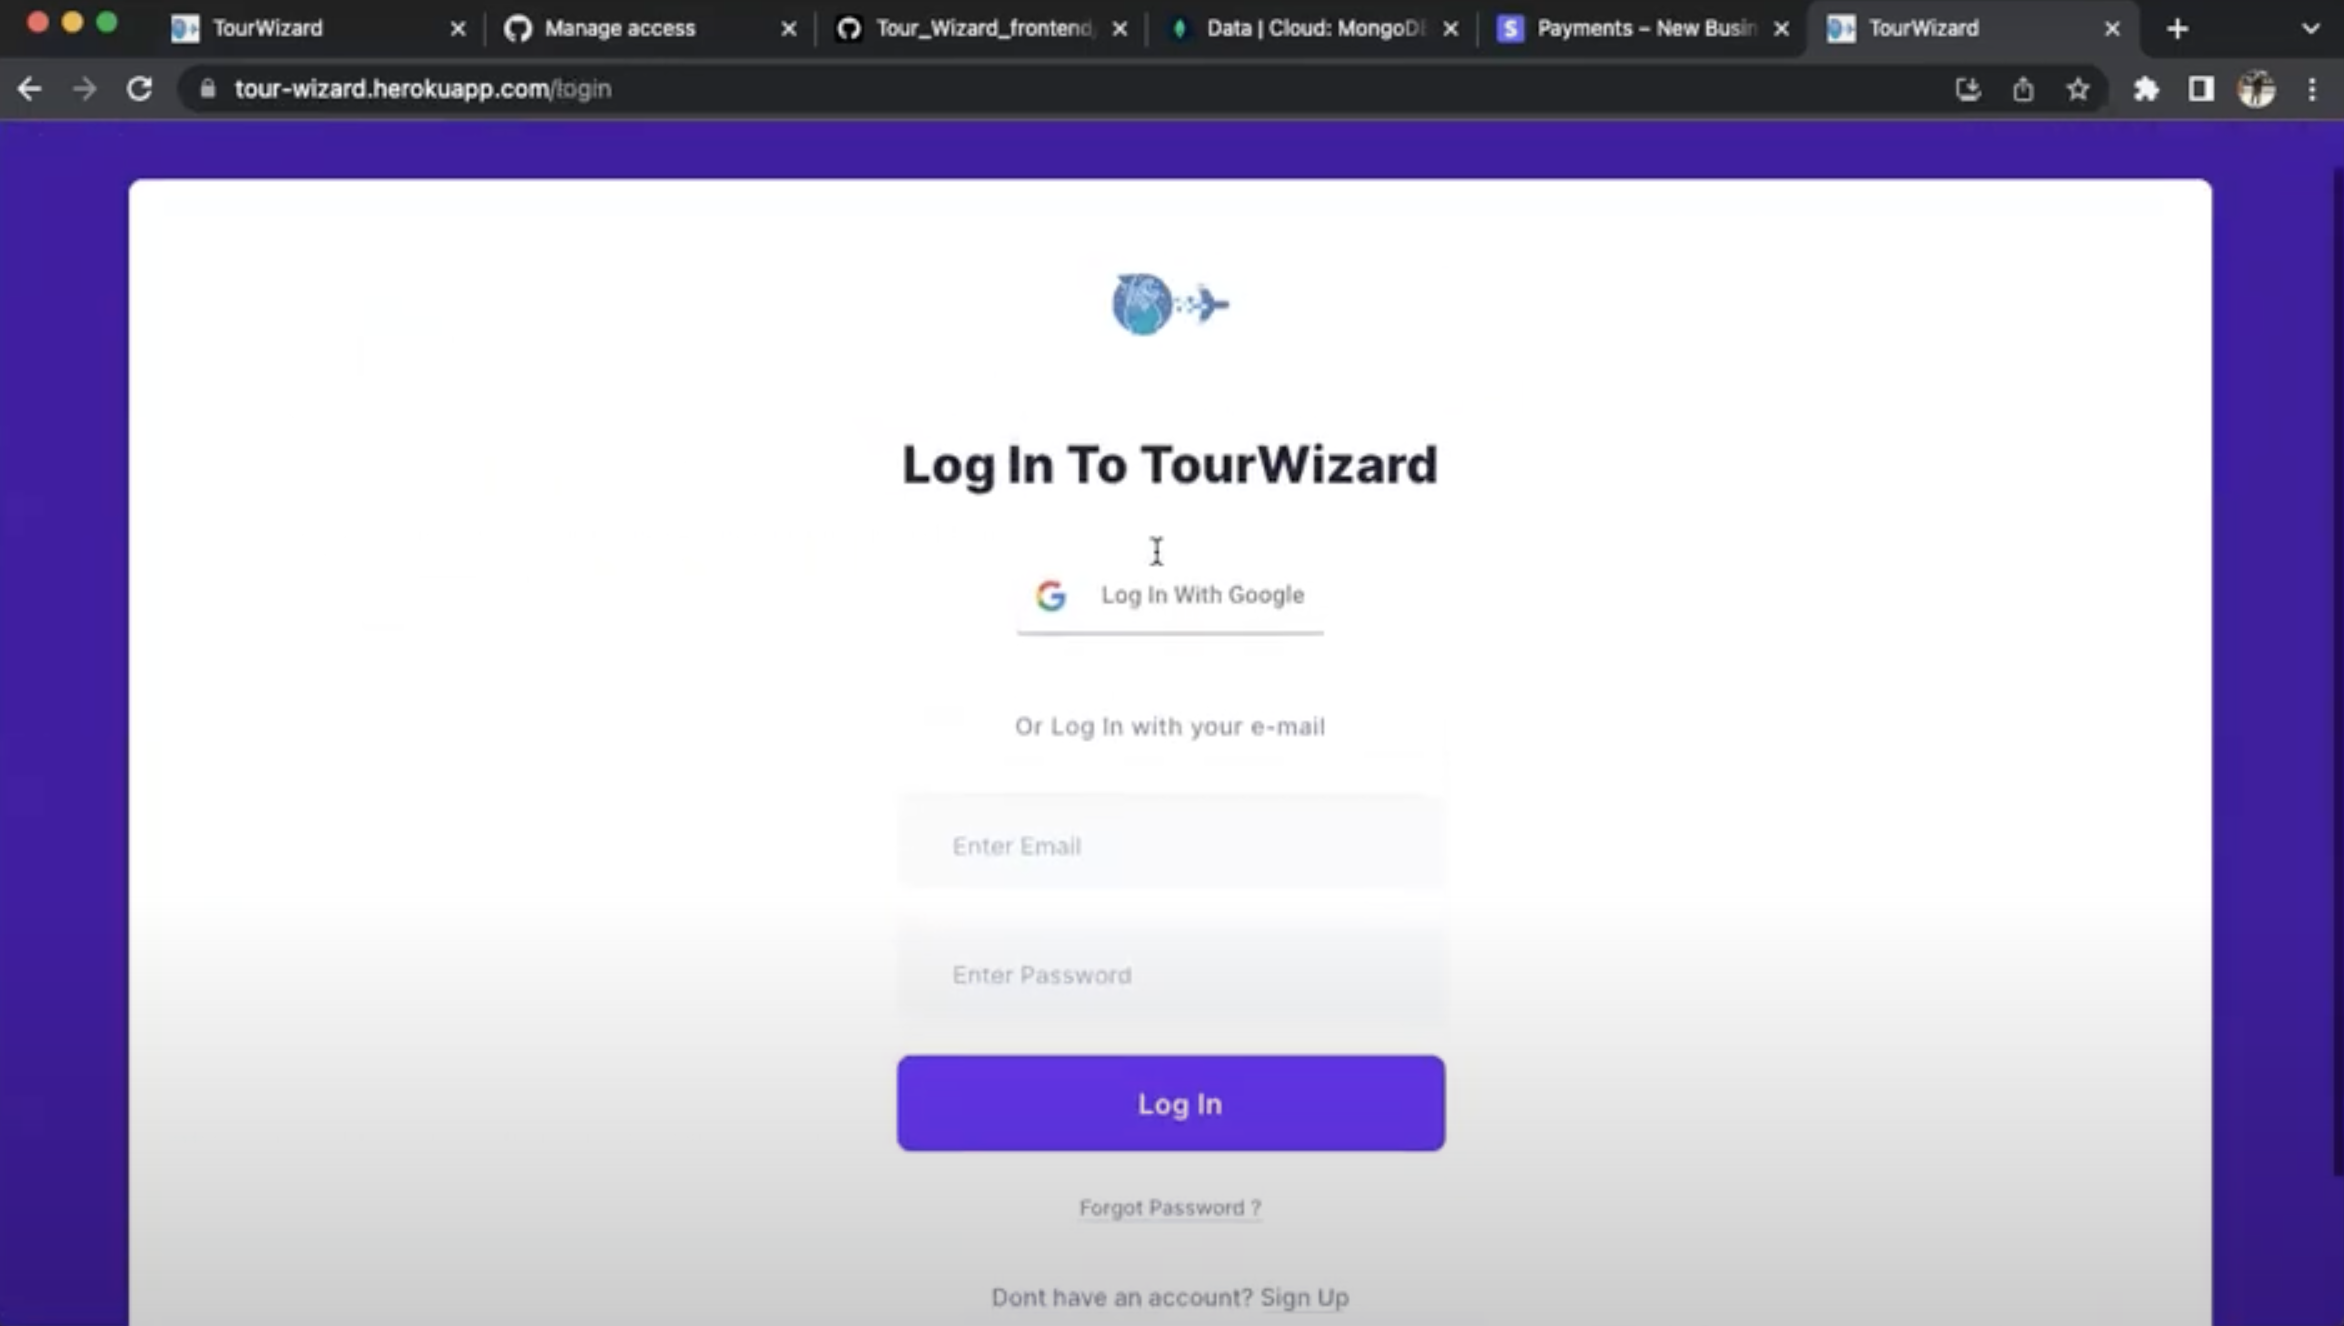 TourWizard
Manage access
Tour_Wizard_frontend
Data | Cloud: MongoDB
Payments – New Busin
TourWizard
tour-wizard.herokuapp.com/login
Log In To TourWizard
Log In With Google
Or Log In with your e-mail
Enter Email
Enter Password
Log In
Forgot Password ?
Dont have an account? Sign Up